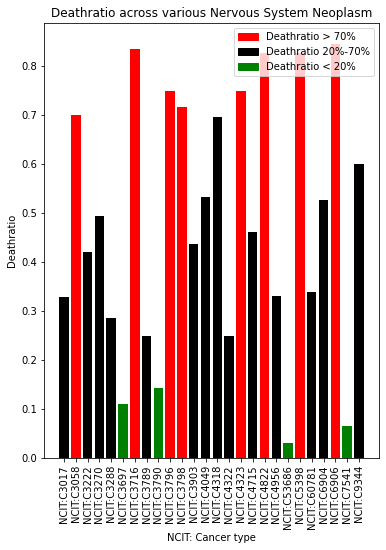 Deathratio across various Nervous System Neoplasm
Deathratio > 70%
Deathratio 20%-70%
Deathratio < 20%
Deathratio
0.8
0.7
0.6
0.5
0.4
0.3
0.2
0.1
0.0
NCIT:C3017
NCIT:C3058
NCIT:C3222
NCIT:C3270
NCIT:C3288
NCIT:C3697
NCIT:C3716
NCIT:C3789
NCIT:C3790
NCIT:C3796
NCIT:C3798
NCIT:C3903
NCIT:C4049
NCIT:C4318
NCIT:C4322
NCIT:C4323
NCIT:C4715
NCIT:C4822
NCIT:C4956
NCIT:C53686
NCIT:C5398
NCIT:C60781
NCIT:C6904
NCIT:C6906
NCIT:C7541
NCIT:C9344
NCIT: Cancer type